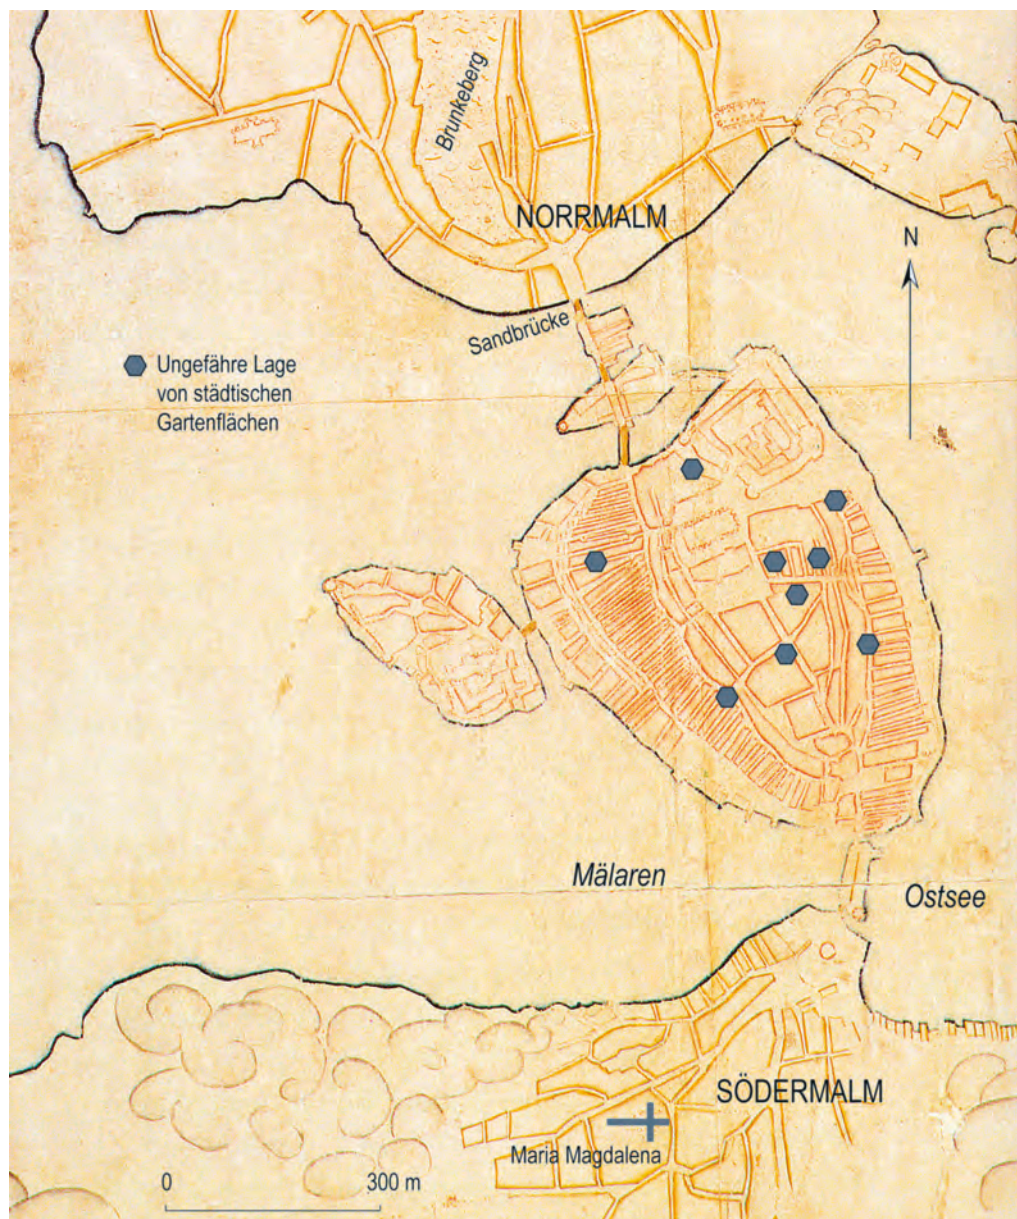 Brunkeberg
NORRMALM
N
Sandbrücke
Ungefähre Lage
von städtischen
Gartenflächen
Mälaren
Ostsee
SÖDERMALM
Maria Magdalena
0 300 m